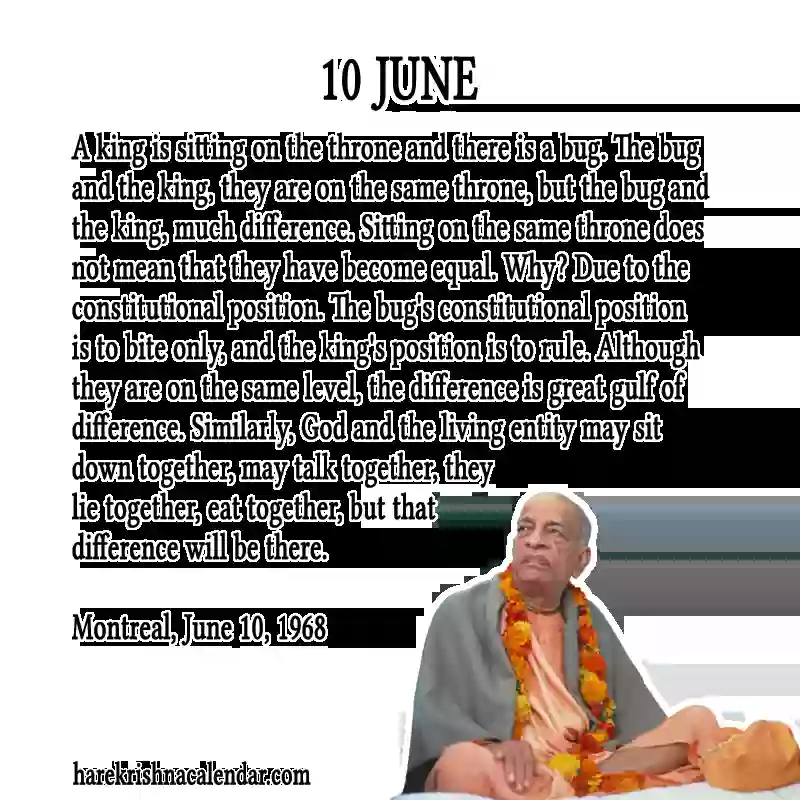 10 JUNE
A king is sitting on the throne and there is a bug. The bug
and the king, they are on the same throne, but the bug and
the king, much difference. Sitting on the same throne does
not mean that they have become equal. Why? Due to the
constitutional position. The bug's constitutional position
is to bite only, and the king's position is to rule. Although
they are on the same level, the difference is great gulf of
difference. Similarly, God and the living entity may sit
down together, may talk together, they
lie together, eat together, but that
difference will be there.
Montreal, June 10, 1968
harekrishnacalendar.com